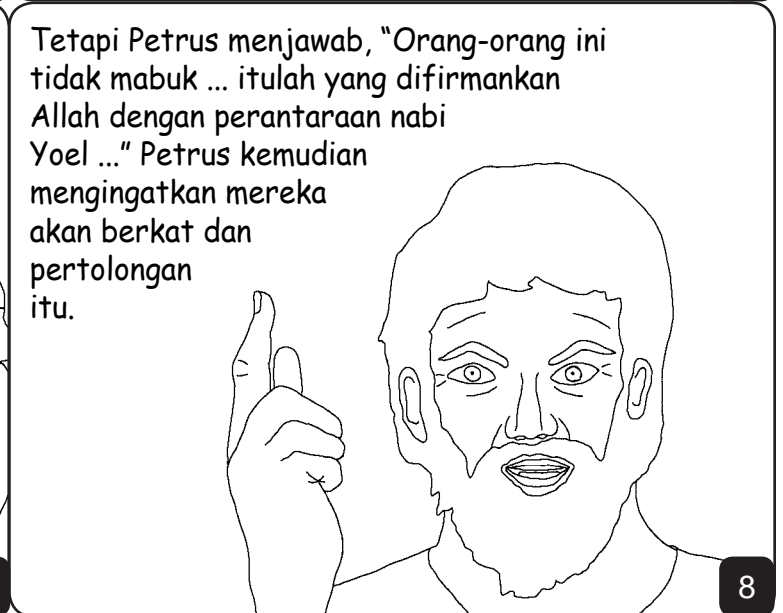 Tetapi Petrus menjawab, “Orang-orang ini
tidak mabuk ... itulah yang difirmankan
Allah dengan perantaraan nabi
Yoel ...” Petrus kemudian
mengingatkan mereka
akan berkat dan
pertolongan
itu.
8